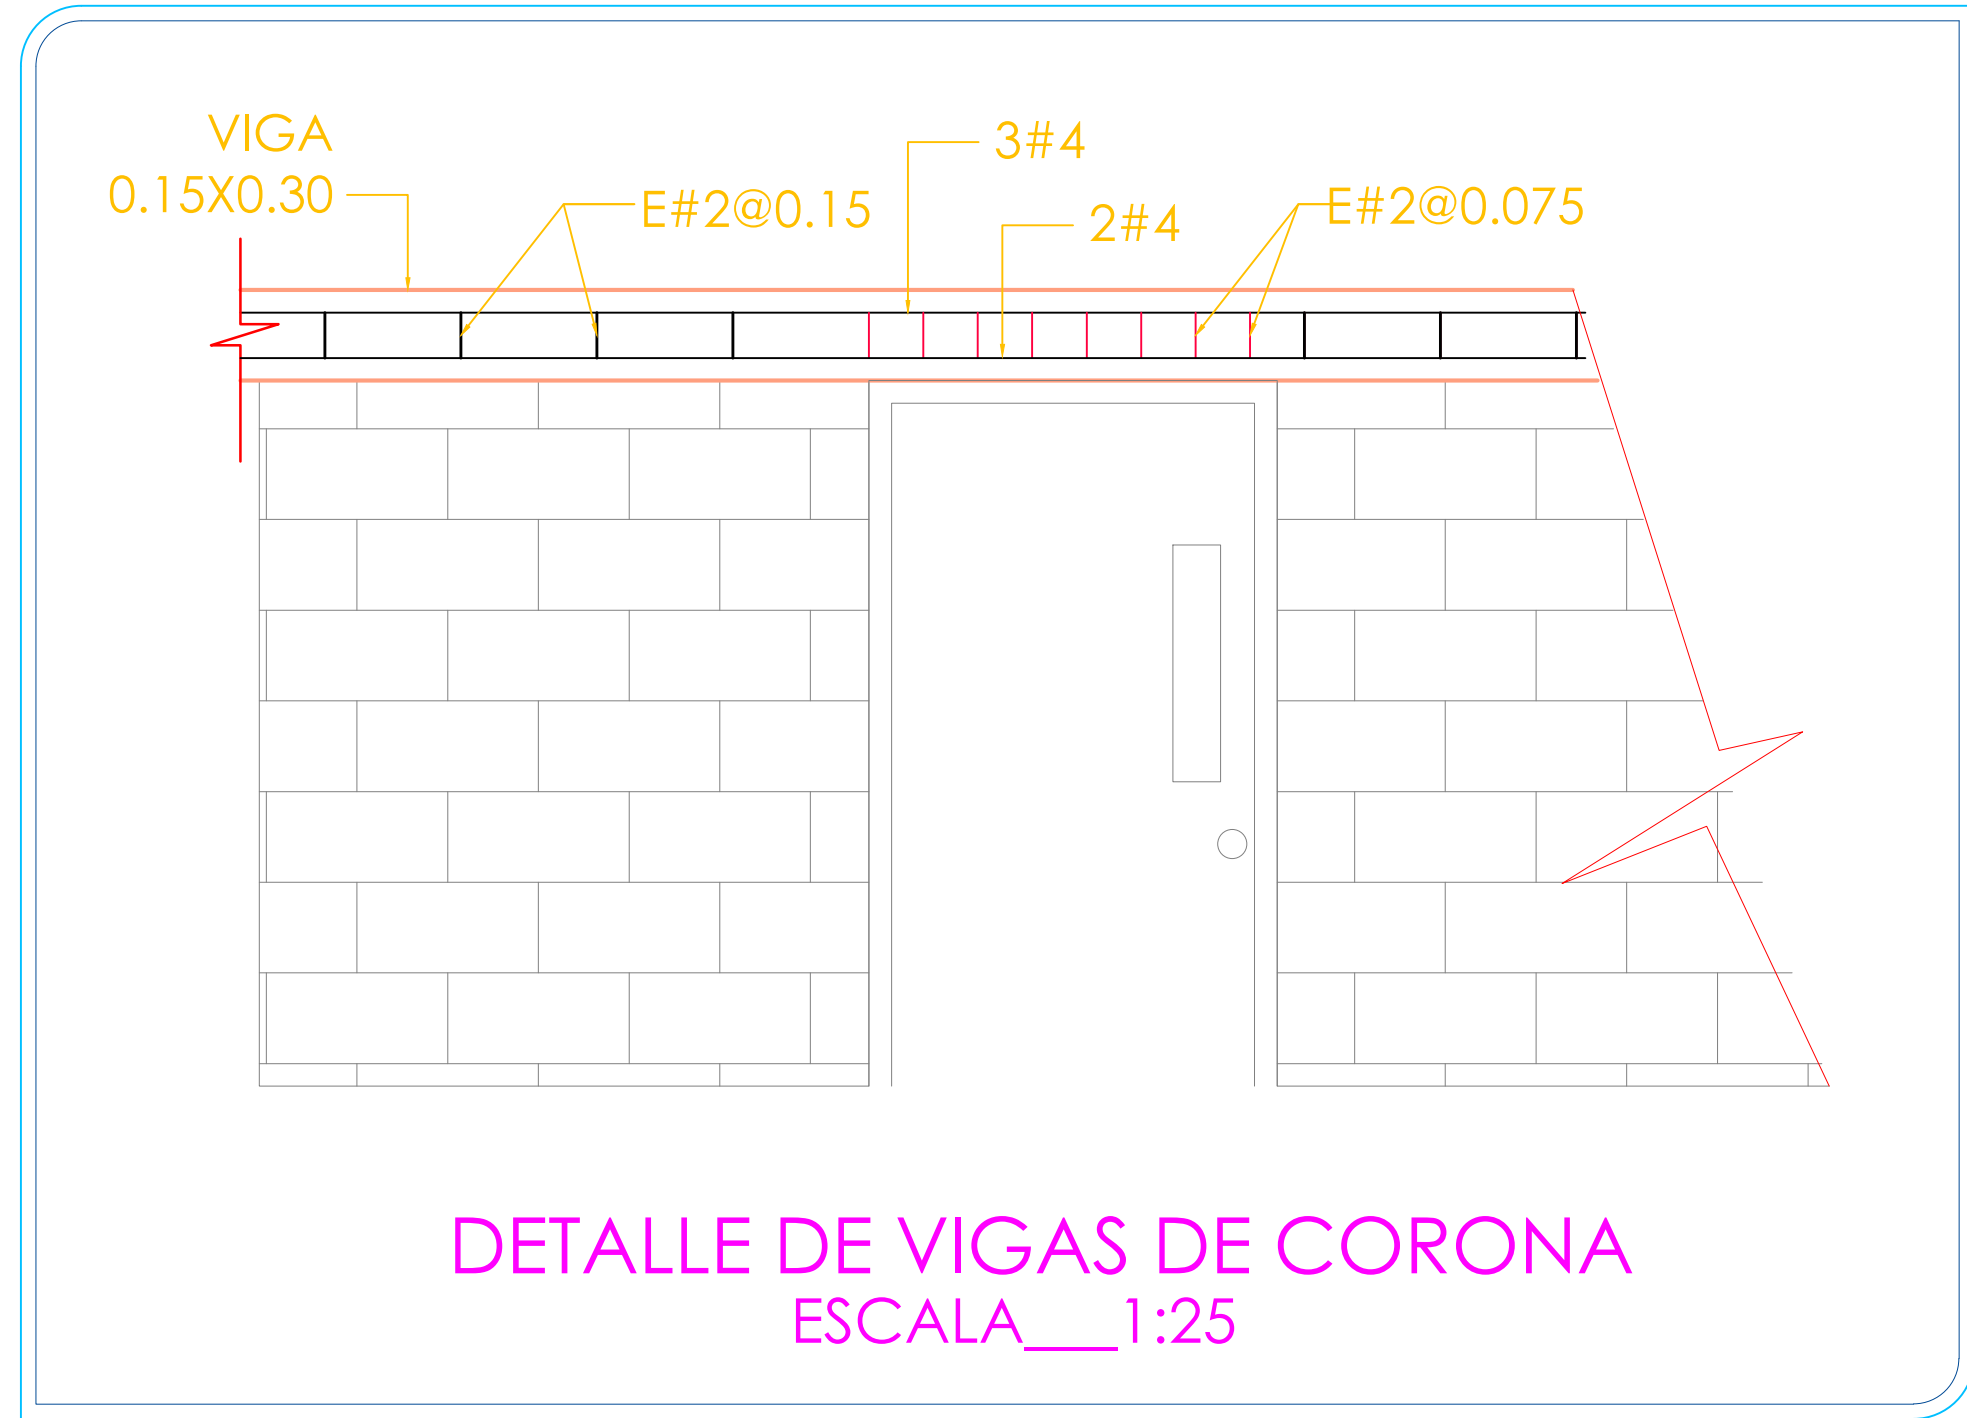 VIGA
0.15X0.30
E#2@0.15
3#4
2#4
E#2@0.075
DETALLE DE VIGAS DE CORONA
ESCALA___1:25